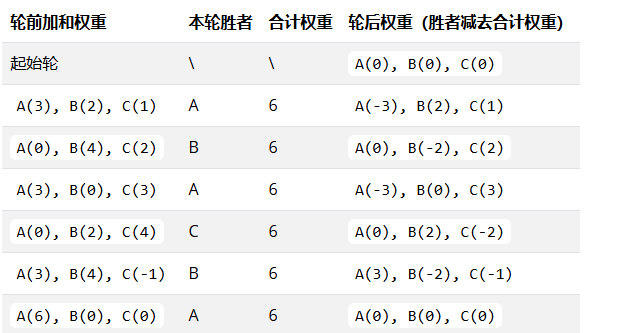 轮前加和权重 本轮胜者 合计权重 轮后权重（胜者减去合计权重）
起始轮 \ \ A(0), B(0), C(0)
A(3), B(2), C(1) A 6 A(-3), B(2), C(1)
A(0), B(4), C(2) B 6 A(0), B(-2), C(2)
A(3), B(0), C(3) A 6 A(-3), B(0), C(3)
A(0), B(2), C(4) C 6 A(0), B(2), C(-2)
A(3), B(4), C(-1) B 6 A(3), B(-2), C(-1)
A(6), B(0), C(0) A 6 A(0), B(0), C(0)